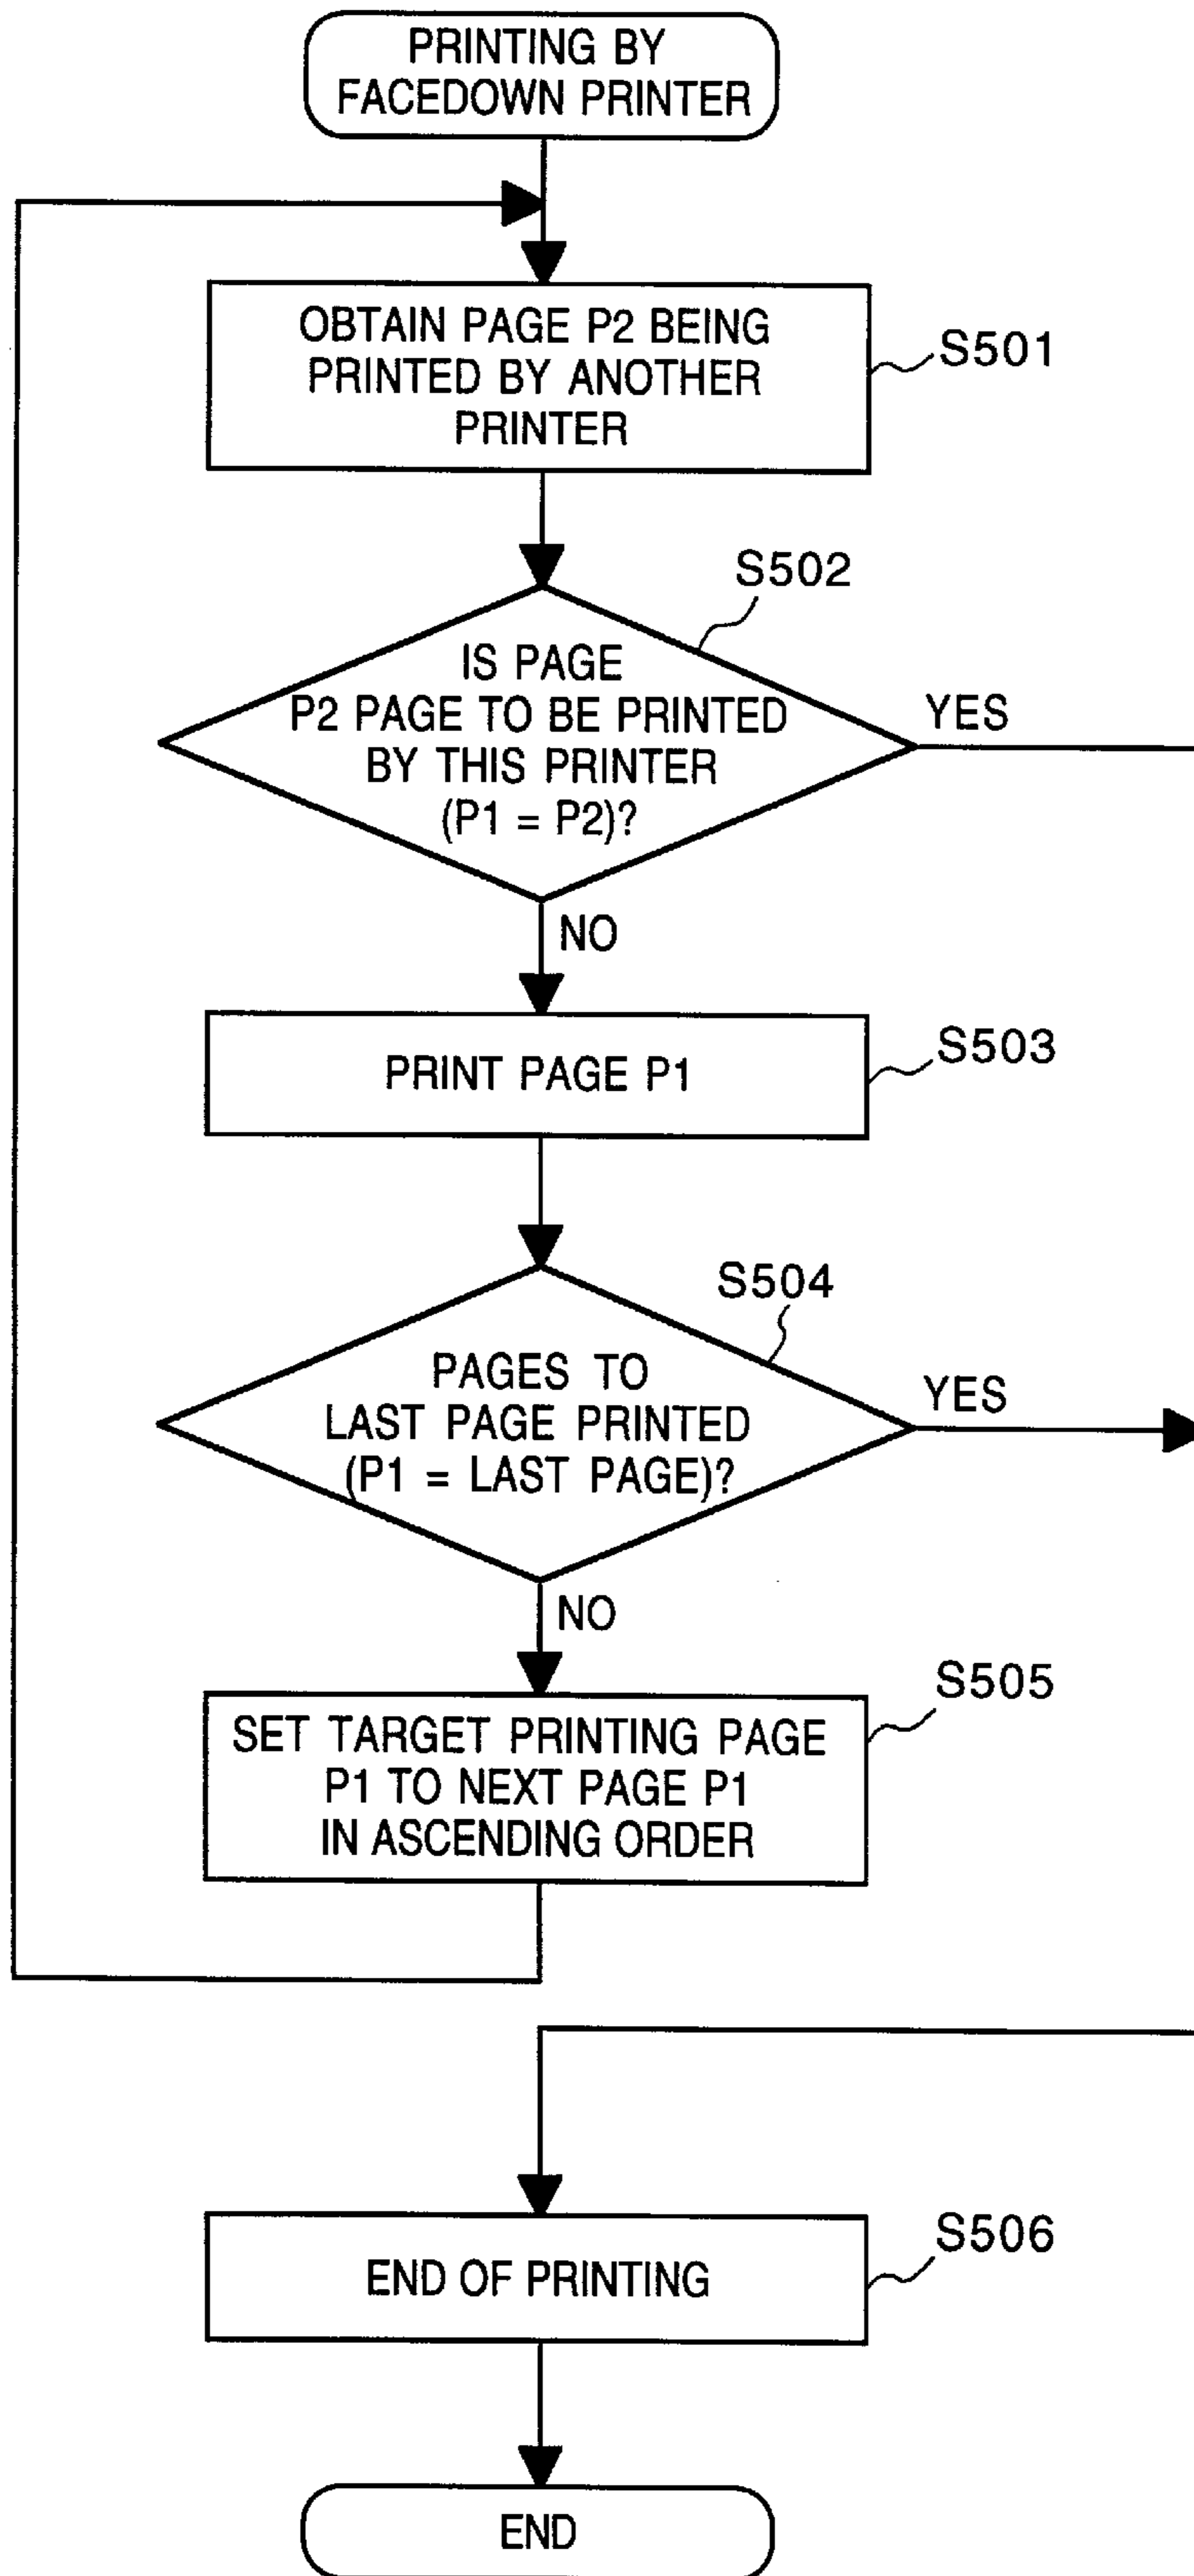 PRINTING BY
FACEDOWN PRINTER
OBTAIN PAGE P2 BEING
PRINTED BY ANOTHER
PRINTER
S501
S502
IS PAGE
P2 PAGE TO BE PRINTED
BY THIS PRINTER
(P1 = P2)?
YES
NO
PRINT PAGE P1
S503
S504
PAGES TO
LAST PAGE PRINTED
(P1 = LAST PAGE)?
YES
NO
S505
SET TARGET PRINTING PAGE
P1 TO NEXT PAGE P1
IN ASCENDING ORDER
END OF PRINTING
S506
END